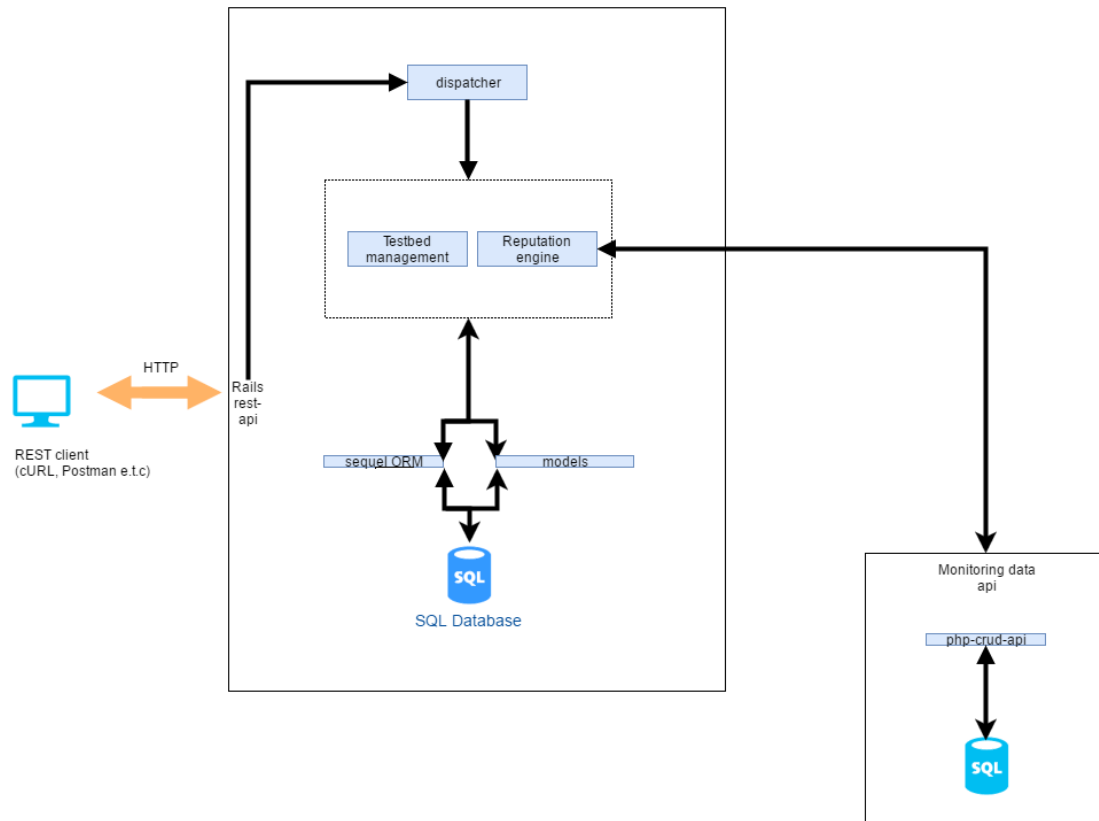 dispatcher
Testbed
management
Reputation
engine
HTTP
Rails
rest-
api
REST client
(cURL, Postman e.t.c)
sequel ORM
models
SQL
SQL Database
Monitoring data
api
php-crud-api
SQL